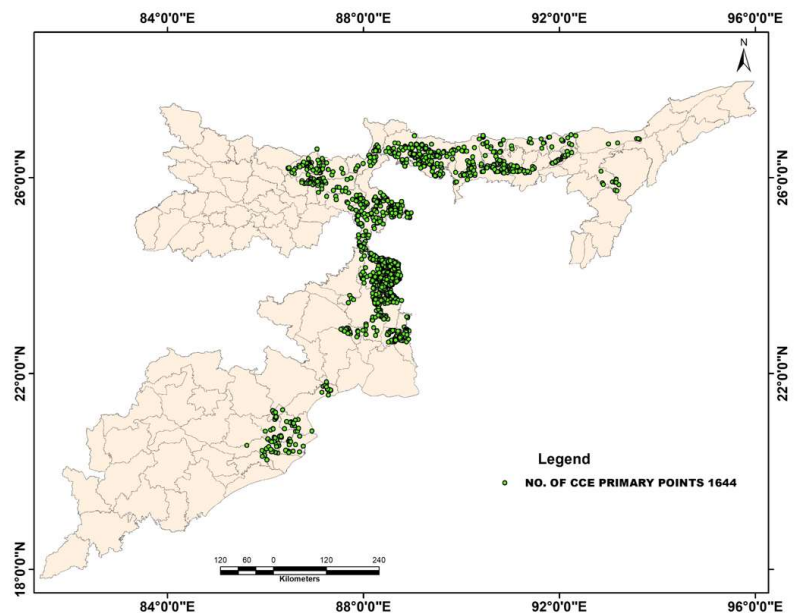 84°0'0"E 88°0'0"E 92°0'0"E 96°0'0"E
N
26°0'0"N 26°0'0"N
22°0'0"N 22°0'0"N
Legend
NO. OF CCE PRIMARY POINTS 1644
18°0'0"N 18°0'0"N
120 60 0 120 240
Kilometers
84°0'0"E 88°0'0"E 92°0'0"E 96°0'0"E